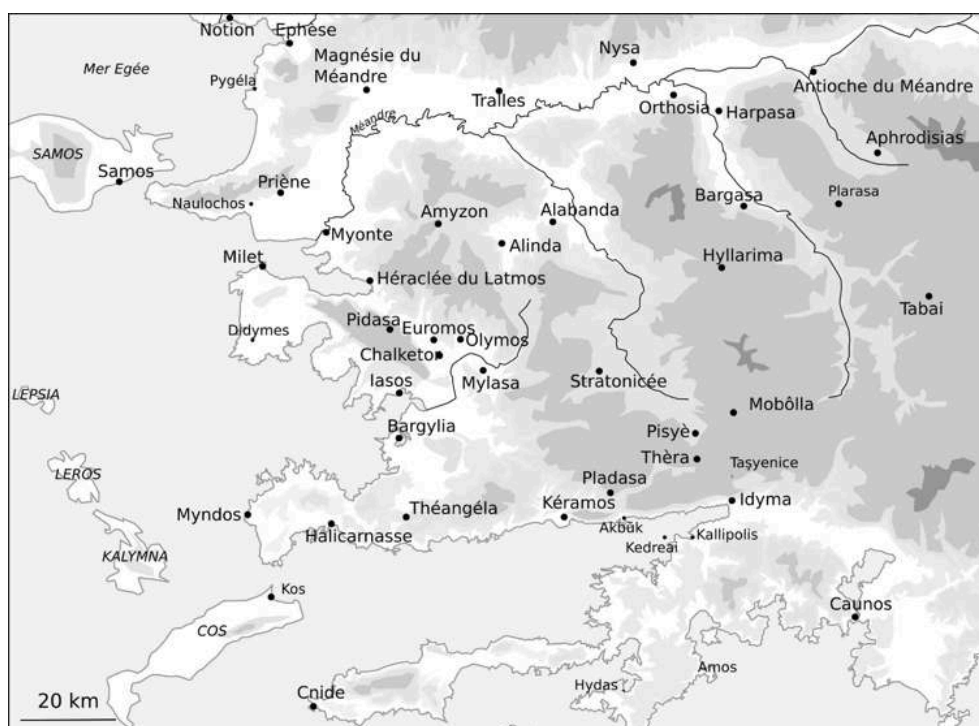 Notion
Ephèse
Mer Egée
Pygéla
Magnésie du
Méandre
Nysa
Tralles
Orthosia
Harpasa
Antioche du Méandre
Méandre
Aphrodisias
SAMOS
Samos
Priène
Naulochos
Bargasa
Plarasa
Myonte
Amyzon
Alabanda
Alinda
Milet
Héraclée du Latmos
Hyllarima
Tabai
Didymes
Pidasa
Euromos
Olymos
Chalketor
Mylasa
Stratonicée
Iasos
LEPSIA
Bargylia
Mobôlla
Pisyè
Thèra
Taşyenice
LEROS
Pladasa
Myndos
Halicarnasse
Théangéla
Kéramos
Idyma
Akbük
Kedreai
Kallipolis
KALYMNA
Kos
COS
Caunos
Amos
Hydas
Cnide
20 km